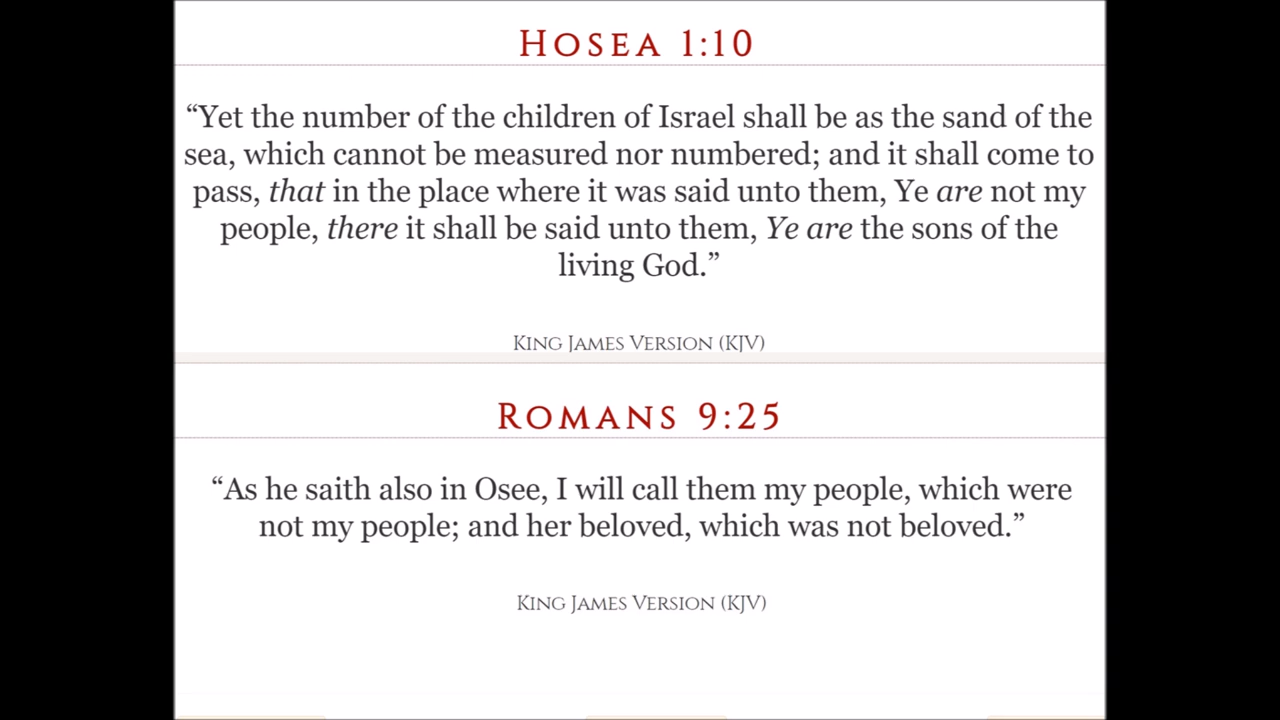 Hosea 1:10
“Yet the number of the children of Israel shall be as the sand of the
sea, which cannot be measured nor numbered; and it shall come to
pass, that in the place where it was said unto them, Ye are not my
people, there it shall be said unto them, Ye are the sons of the
living God.”
King James Version (KJV)
Romans 9:25
“As he saith also in Osee, I will call them my people, which were
not my people; and her beloved, which was not beloved.”
King James Version (KJV)